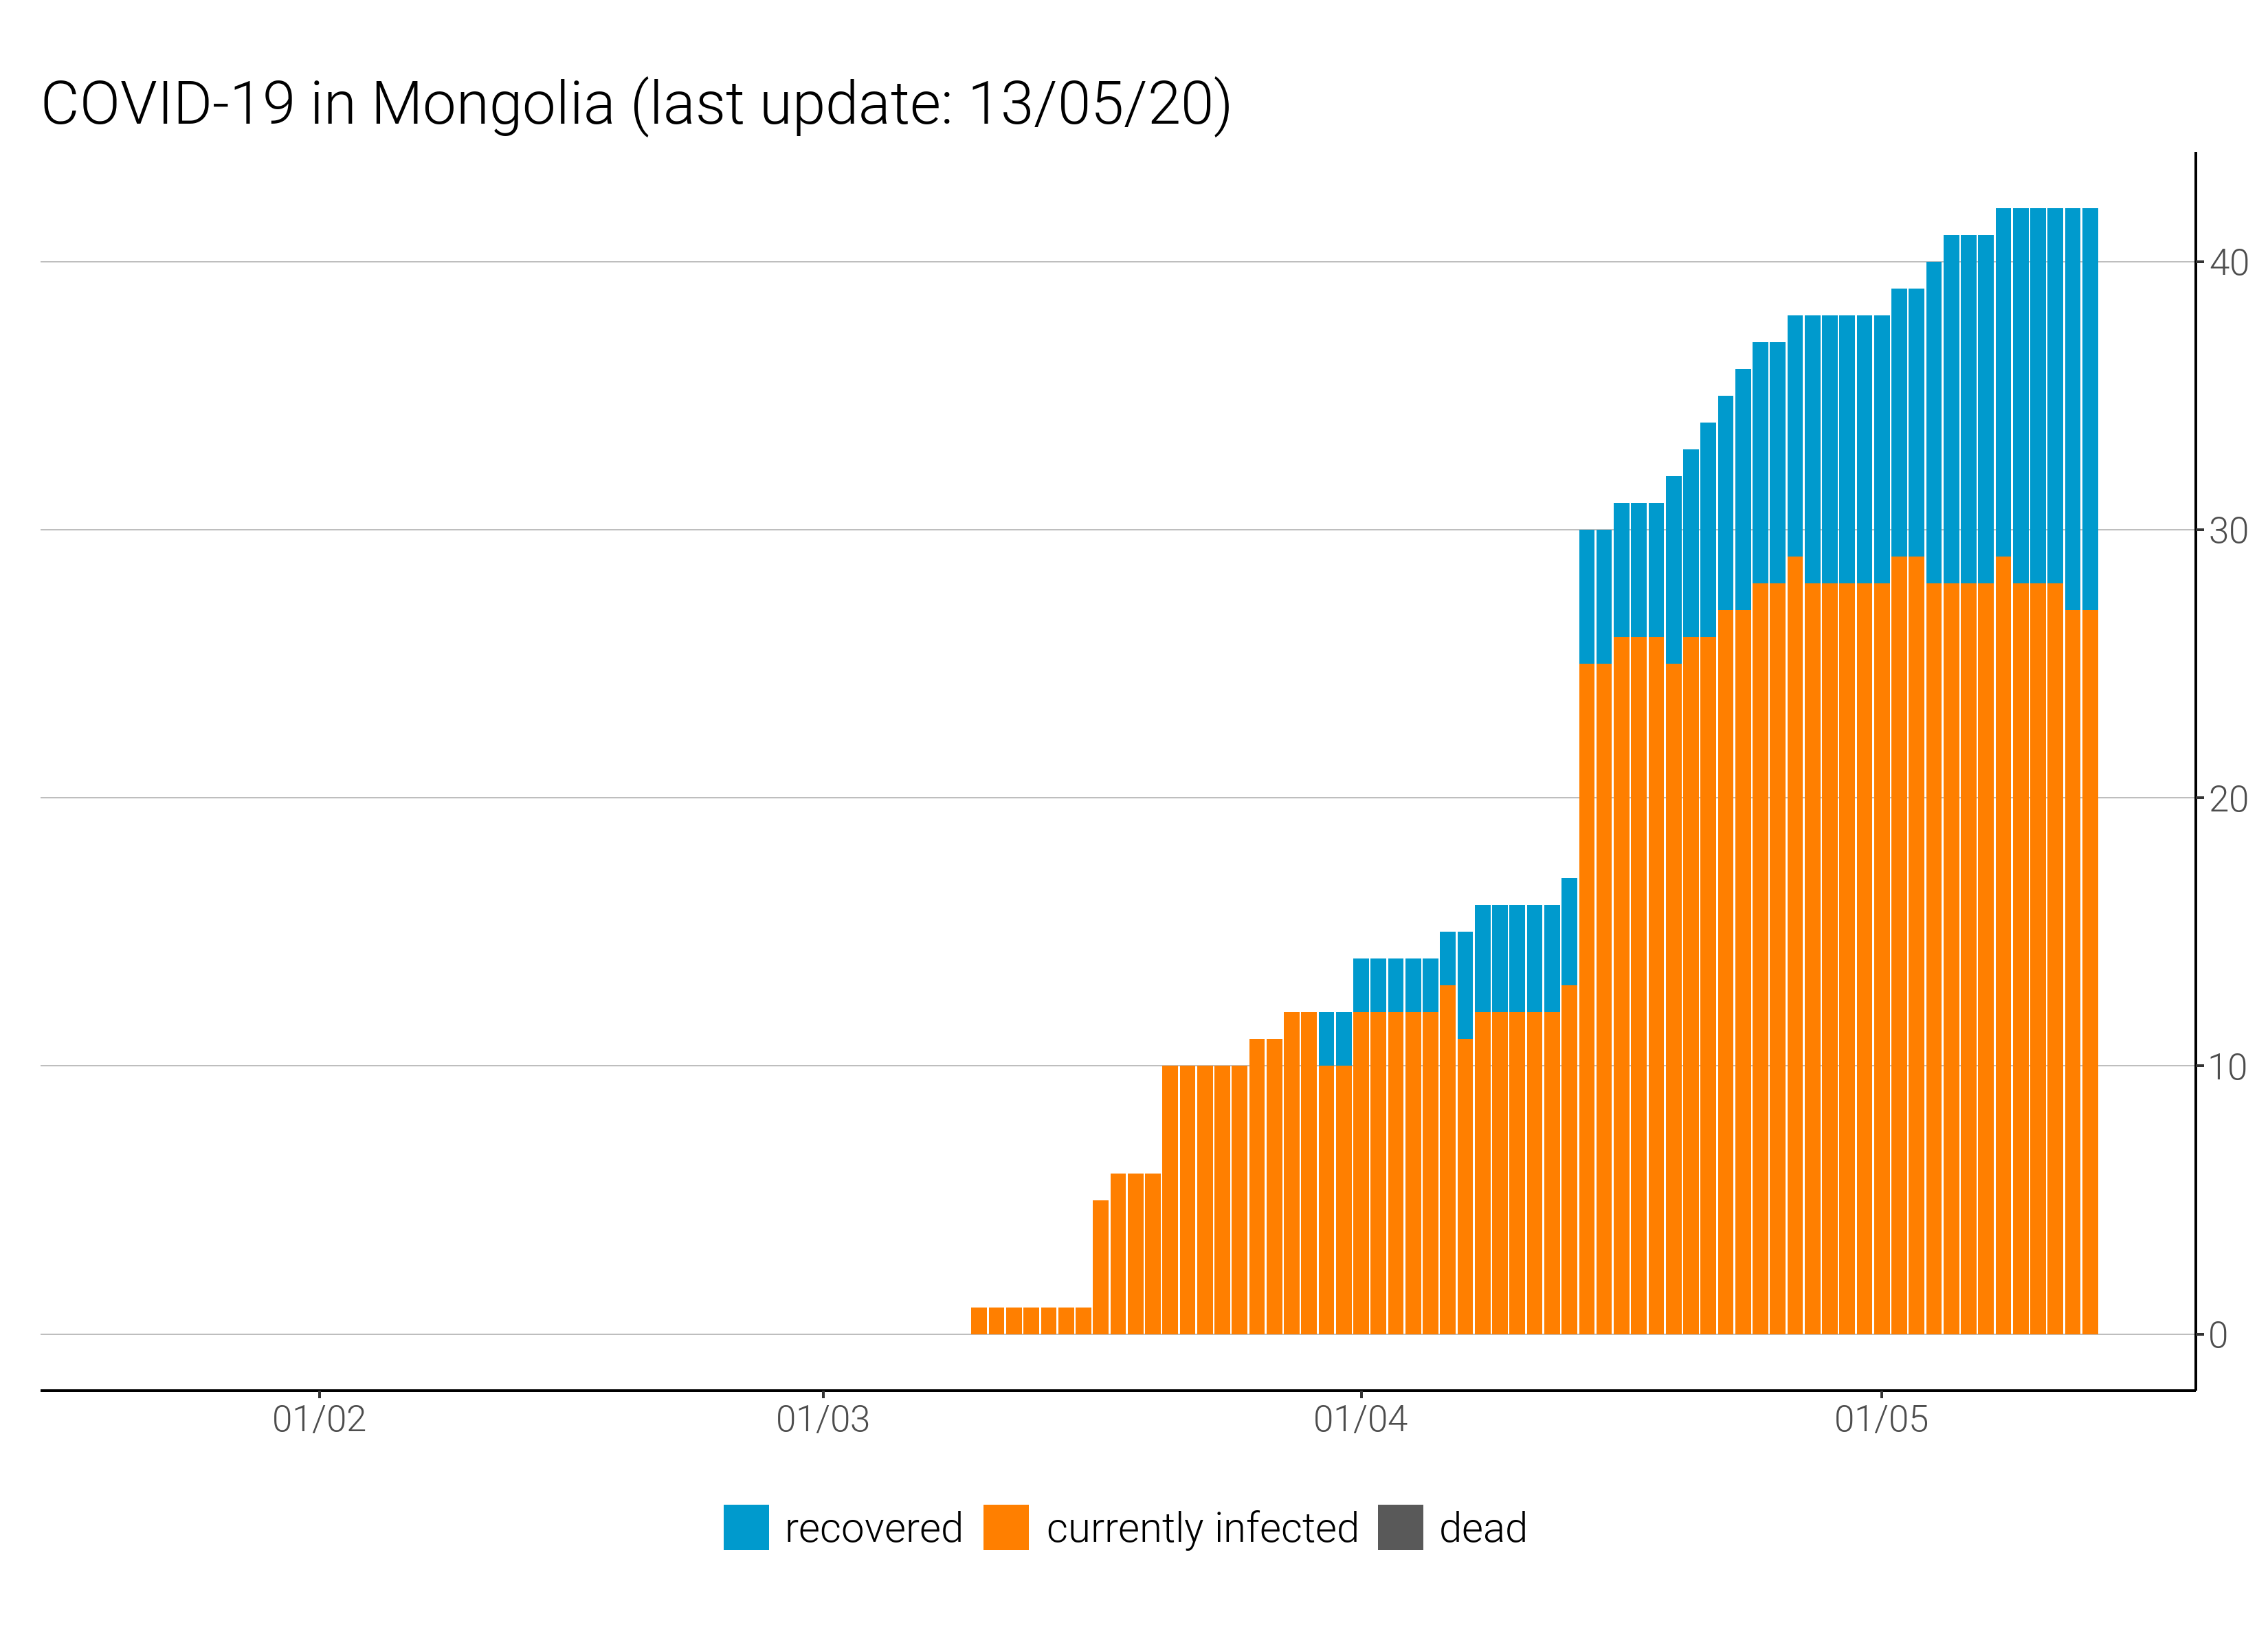 COVID-19 in Mongolia (last update: 13/05/20)
40
30
20
10
0
01/02 01/03 01/04 01/05
recovered currently infected dead